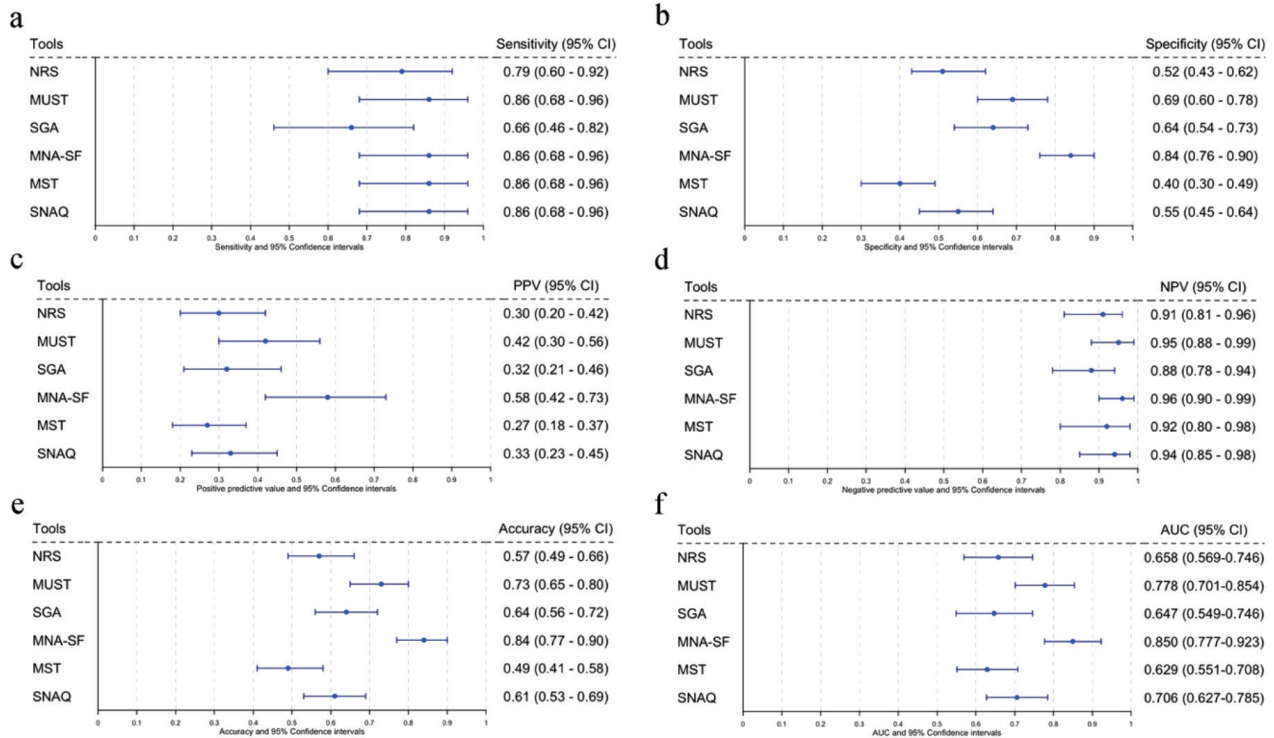 a
Tools Sensitivity (95% CI)
NRS 0.79 (0.60 - 0.92)
MUST 0.86 (0.68 - 0.96)
SGA 0.66 (0.46 - 0.82)
MNA-SF 0.86 (0.68 - 0.96)
MST 0.86 (0.68 - 0.96)
SNAQ 0.86 (0.68 - 0.96)
0 0.1 0.2 0.3 0.4 0.5 0.6 0.7 0.8 0.9 1
Sensitivity and 95% Confidence intervals
b
Tools Specificity (95% CI)
NRS 0.52 (0.43 - 0.62)
MUST 0.69 (0.60 - 0.78)
SGA 0.64 (0.54 - 0.73)
MNA-SF 0.84 (0.76 - 0.90)
MST 0.40 (0.30 - 0.49)
SNAQ 0.55 (0.45 - 0.64)
0 0.1 0.2 0.3 0.4 0.5 0.6 0.7 0.8 0.9 1
Specificity and 95% Confidence intervals
c
Tools PPV (95% CI)
NRS 0.30 (0.20 - 0.42)
MUST 0.42 (0.30 - 0.56)
SGA 0.32 (0.21 - 0.46)
MNA-SF 0.58 (0.42 - 0.73)
MST 0.27 (0.18 - 0.37)
SNAQ 0.33 (0.23 - 0.45)
0 0.1 0.2 0.3 0.4 0.5 0.6 0.7 0.8 0.9 1
Positive predictive value and 95% Confidence intervals
d
Tools NPV (95% CI)
NRS 0.91 (0.81 - 0.96)
MUST 0.95 (0.88 - 0.99)
SGA 0.88 (0.78 - 0.94)
MNA-SF 0.96 (0.90 - 0.99)
MST 0.92 (0.80 - 0.98)
SNAQ 0.94 (0.85 - 0.98)
0 0.1 0.2 0.3 0.4 0.5 0.6 0.7 0.8 0.9 1
Negative predictive value and 95% Confidence intervals
e
Tools Accuracy (95% CI)
NRS 0.57 (0.49 - 0.66)
MUST 0.73 (0.65 - 0.80)
SGA 0.64 (0.56 - 0.72)
MNA-SF 0.84 (0.77 - 0.90)
MST 0.49 (0.41 - 0.58)
SNAQ 0.61 (0.53 - 0.69)
0 0.1 0.2 0.3 0.4 0.5 0.6 0.7 0.8 0.9 1
Accuracy and 95% Confidence intervals
f
Tools AUC (95% CI)
NRS 0.658 (0.569-0.746)
MUST 0.778 (0.701-0.854)
SGA 0.647 (0.549-0.746)
MNA-SF 0.850 (0.777-0.923)
MST 0.629 (0.551-0.708)
SNAQ 0.706 (0.627-0.785)
0 0.1 0.2 0.3 0.4 0.5 0.6 0.7 0.8 0.9 1
AUC and 95% Confidence intervals